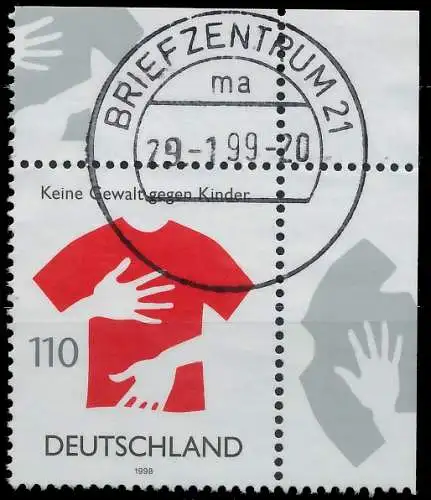 BRIEFZENTRUM 21
ma
29-1 99-20
Keine Gewalt gegen Kinder
110
DEUTSCHLAND
1998